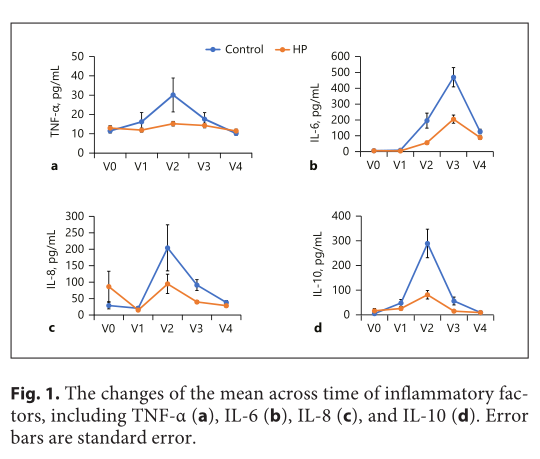 Control HP
TNF-α, pg/mL
50
40
30
20
10
0
V0 V1 V2 V3 V4
a
IL-6, pg/mL
600
500
400
300
200
100
0
V0 V1 V2 V3 V4
b
IL-8, pg/mL
300
250
200
150
100
50
0
V0 V1 V2 V3 V4
c
IL-10, pg/mL
400
300
200
100
0
V0 V1 V2 V3 V4
d
Fig. 1. The changes of the mean across time of inflammatory fac-
tors, including TNF-α (a), IL-6 (b), IL-8 (c), and IL-10 (d). Error
bars are standard error.